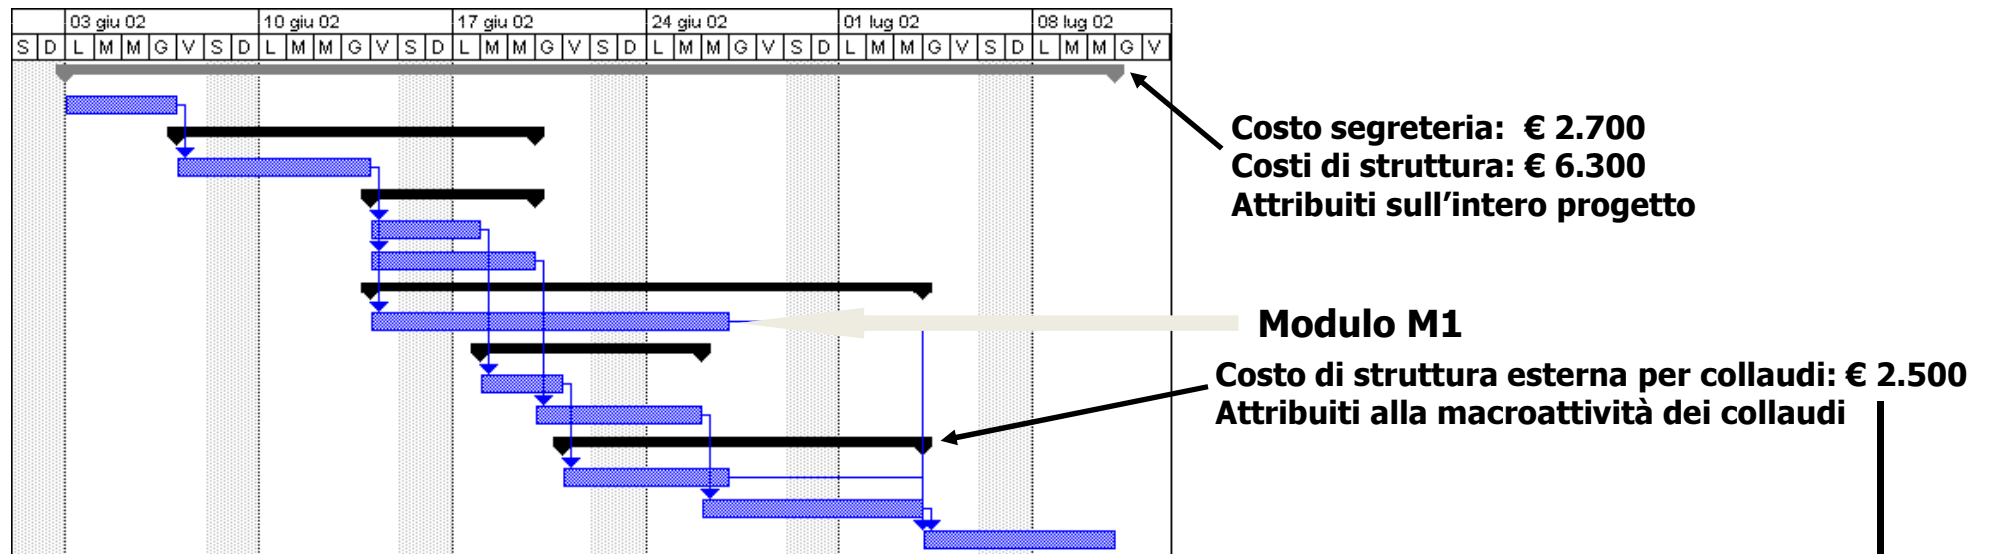 03 giu 02 10 giu 02 17 giu 02 24 giu 02 01 lug 02 08 lug 02
S D L M M G V S D L M M G V S D L M M G V S D L M M G V S D L M M G V S D L M M G V
Costo segreteria: € 2.700
Costi di struttura: € 6.300
Attribuiti sull’intero progetto
Modulo M1
Costo di struttura esterna per collaudi: € 2.500
Attribuiti alla macroattività dei collaudi